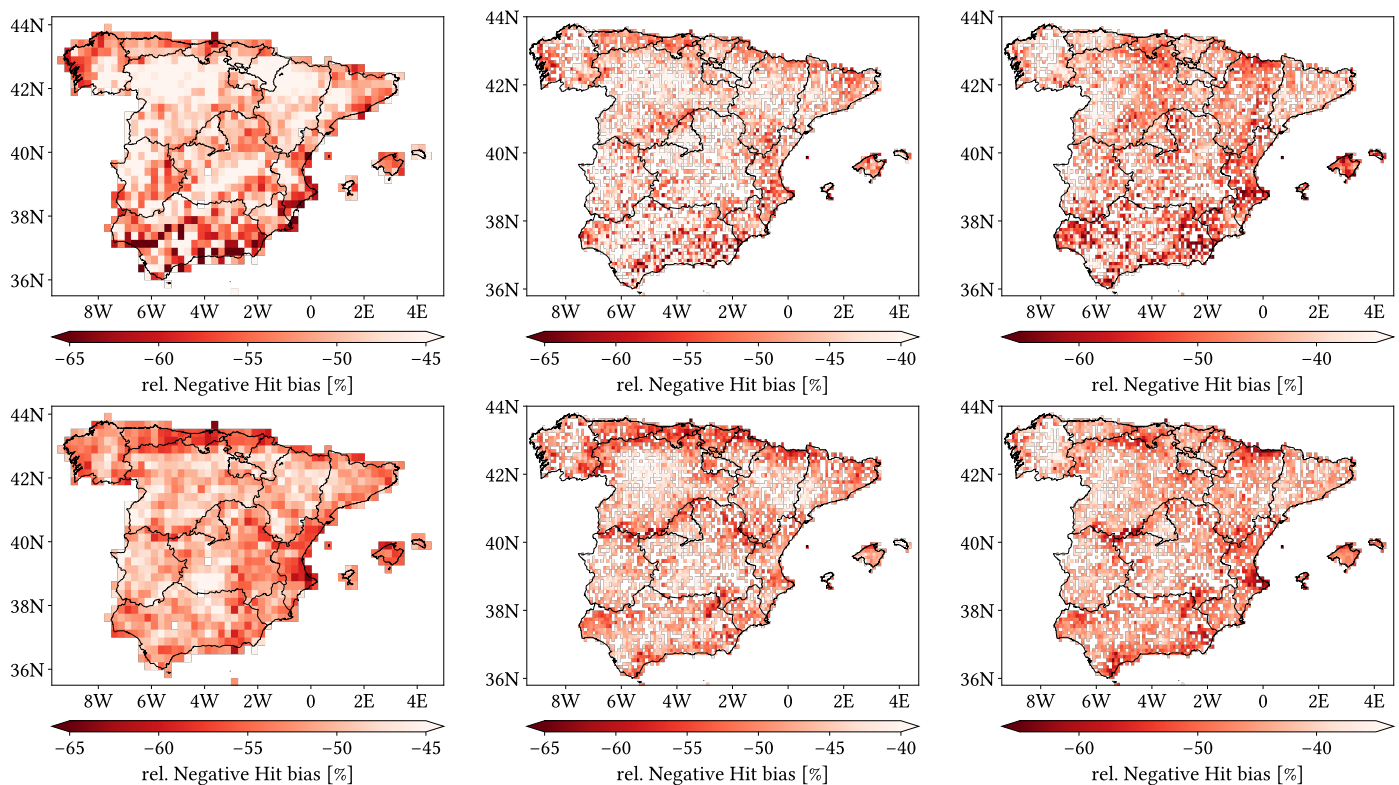 44N
42N
40N
38N
36N
8W 6W 4W 2W 0 2E 4E
−65 −60 −55 −50 −45
rel. Negative Hit bias [%]
44N
42N
40N
38N
36N
8W 6W 4W 2W 0 2E 4E
−65 −60 −55 −50 −45 −40
rel. Negative Hit bias [%]
44N
42N
40N
38N
36N
8W 6W 4W 2W 0 2E 4E
−60 −50 −40
rel. Negative Hit bias [%]
44N
42N
40N
38N
36N
8W 6W 4W 2W 0 2E 4E
−65 −60 −55 −50 −45
rel. Negative Hit bias [%]
44N
42N
40N
38N
36N
8W 6W 4W 2W 0 2E 4E
−65 −60 −55 −50 −45 −40
rel. Negative Hit bias [%]
44N
42N
40N
38N
36N
8W 6W 4W 2W 0 2E 4E
−60 −50 −40
rel. Negative Hit bias [%]